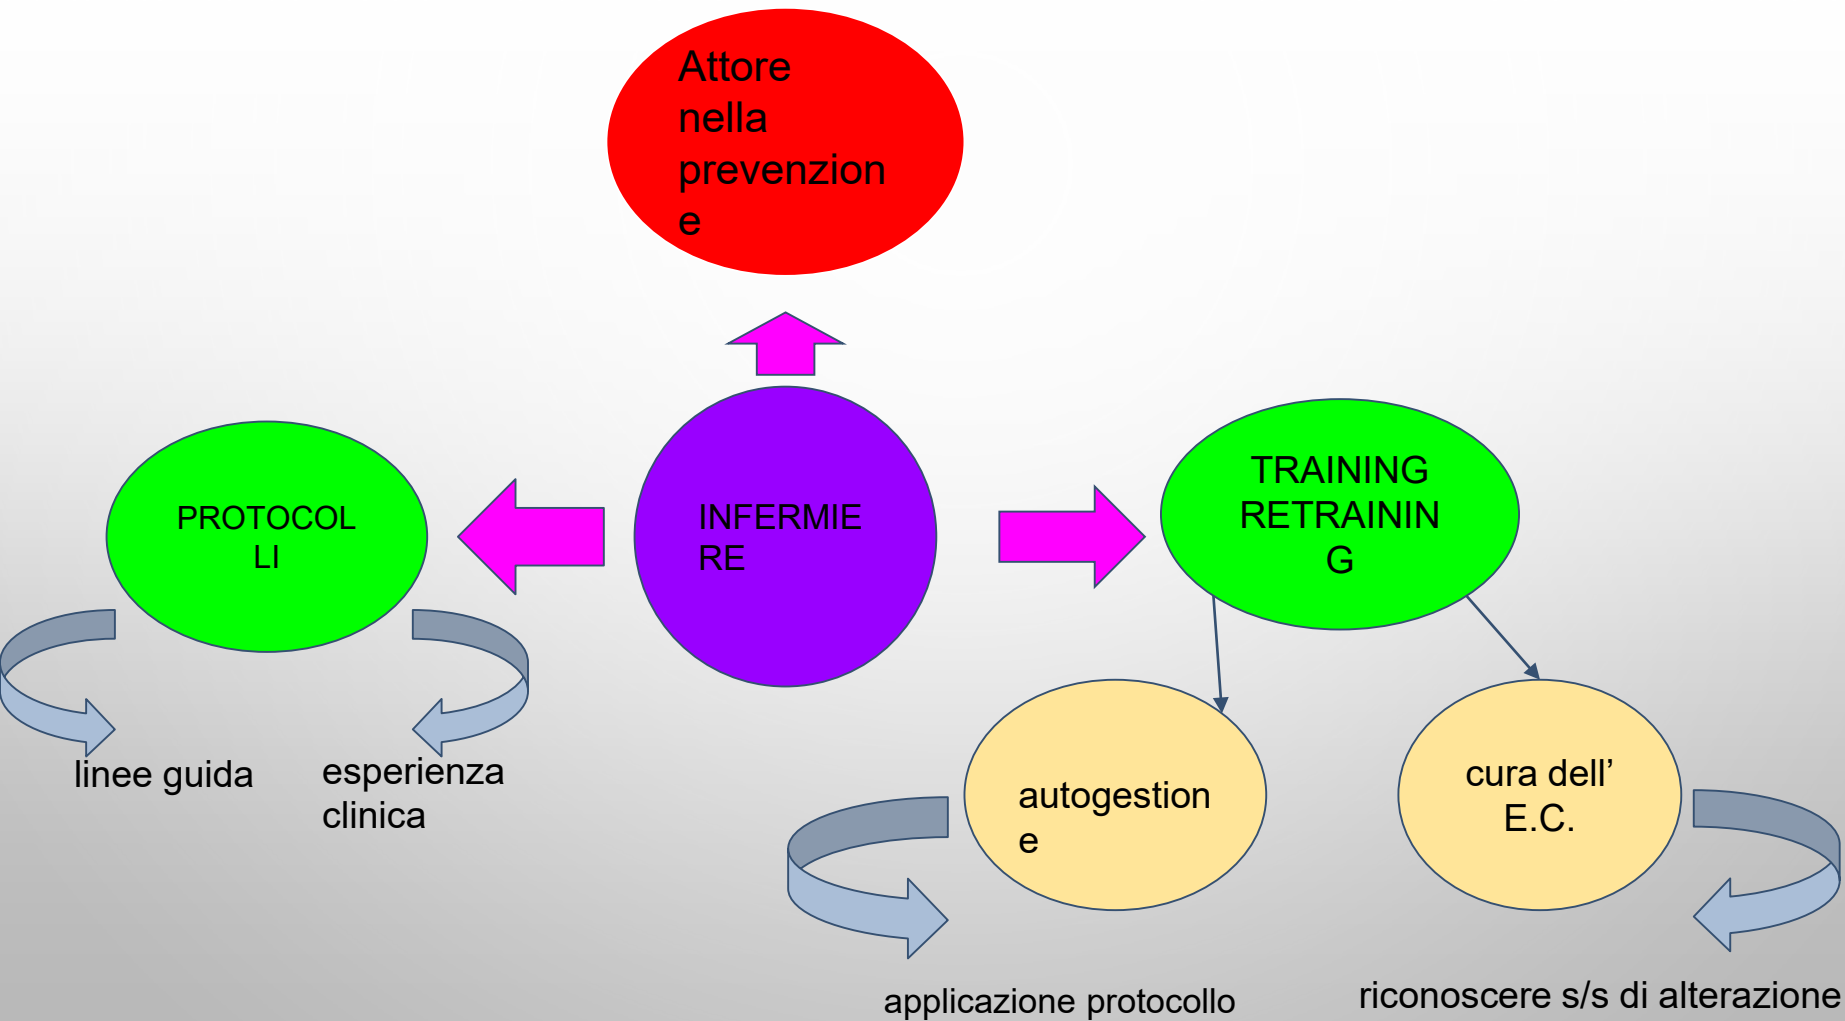 Attore
nella
prevenzion
e
PROTOCOL
LI
INFERMIE
RE
TRAINING
RETRAININ
G
linee guida
esperienza
clinica
autogestion
e
cura dell’
E.C.
applicazione protocollo
riconoscere s/s di alterazione